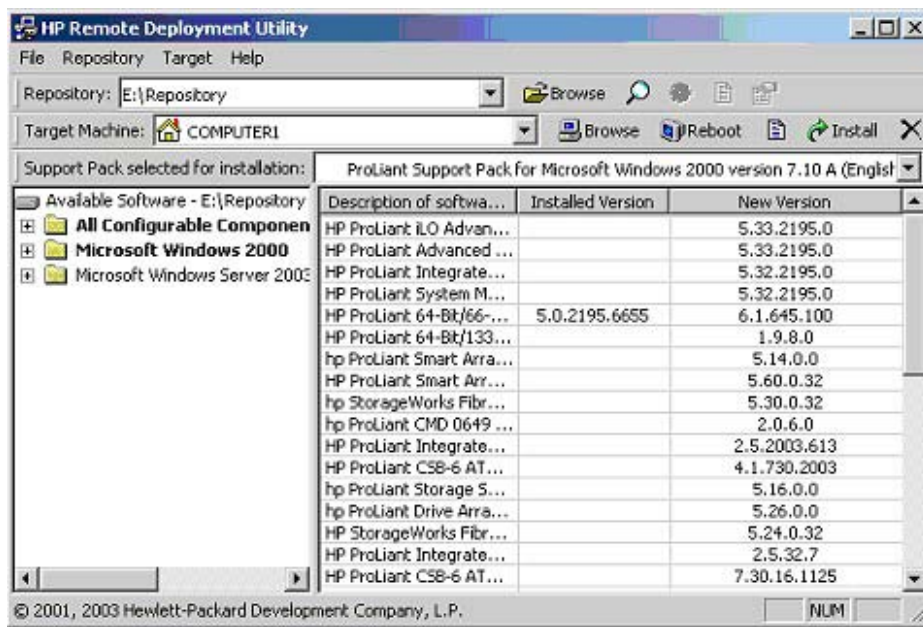 HP Remote Deployment Utility
File Repository Target Help
Repository: E:\Repository Browse
Target Machine: COMPUTER1 Browse Reboot Install
Support Pack selected for installation: ProLiant Support Pack for Microsoft Windows 2000 version 7.10 A (English
Available Software - E:\Repository
All Configurable Componen
Microsoft Windows 2000
Microsoft Windows Server 2003
Description of softwa... Installed Version New Version
HP ProLiant iLO Advan... 5.33.2195.0
HP ProLiant Advanced ... 5.33.2195.0
HP ProLiant Integrate... 5.32.2195.0
HP ProLiant System M... 5.32.2195.0
HP ProLiant 64-Bit/66-... 5.0.2195.6655 6.1.645.100
HP ProLiant 64-Bit/133... 1.9.8.0
hp ProLiant Smart Arra... 5.14.0.0
HP ProLiant Smart Arr... 5.60.0.32
hp StorageWorks Fibr... 5.30.0.32
hp ProLiant CMD 0649 ... 2.0.6.0
HP ProLiant Integrate... 2.5.2003.613
HP ProLiant CSB-6 AT... 4.1.730.2003
hp ProLiant Storage S... 5.16.0.0
hp ProLiant Drive Arra... 5.26.0.0
HP StorageWorks Fibr... 5.24.0.32
HP ProLiant Integrate... 2.5.32.7
HP ProLiant CSB-6 AT... 7.30.16.1125
© 2001, 2003 Hewlett-Packard Development Company, L.P. NUM